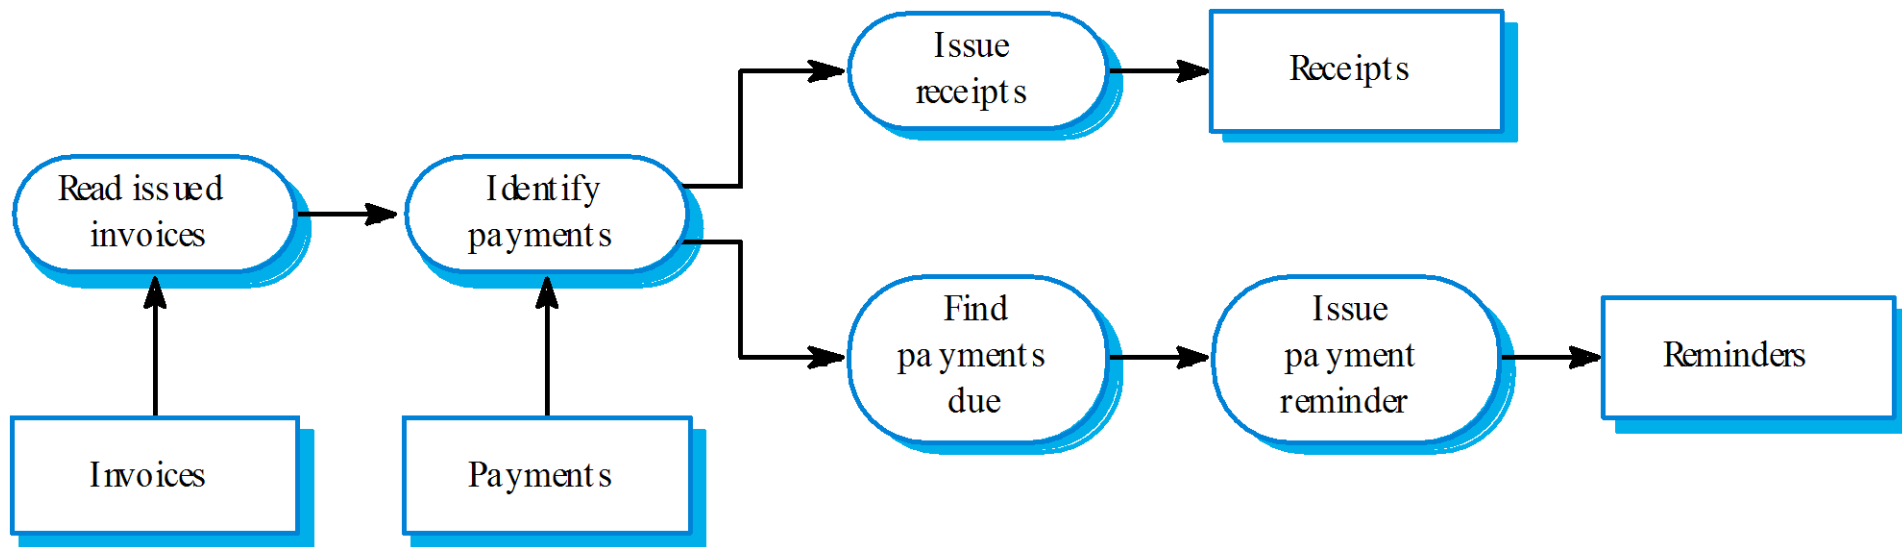 Issue
receipts
Receipts
Read issued
invoices
Identify
payments
Find
payments
due
Issue
payment
reminder
Reminders
Invoices
Payments